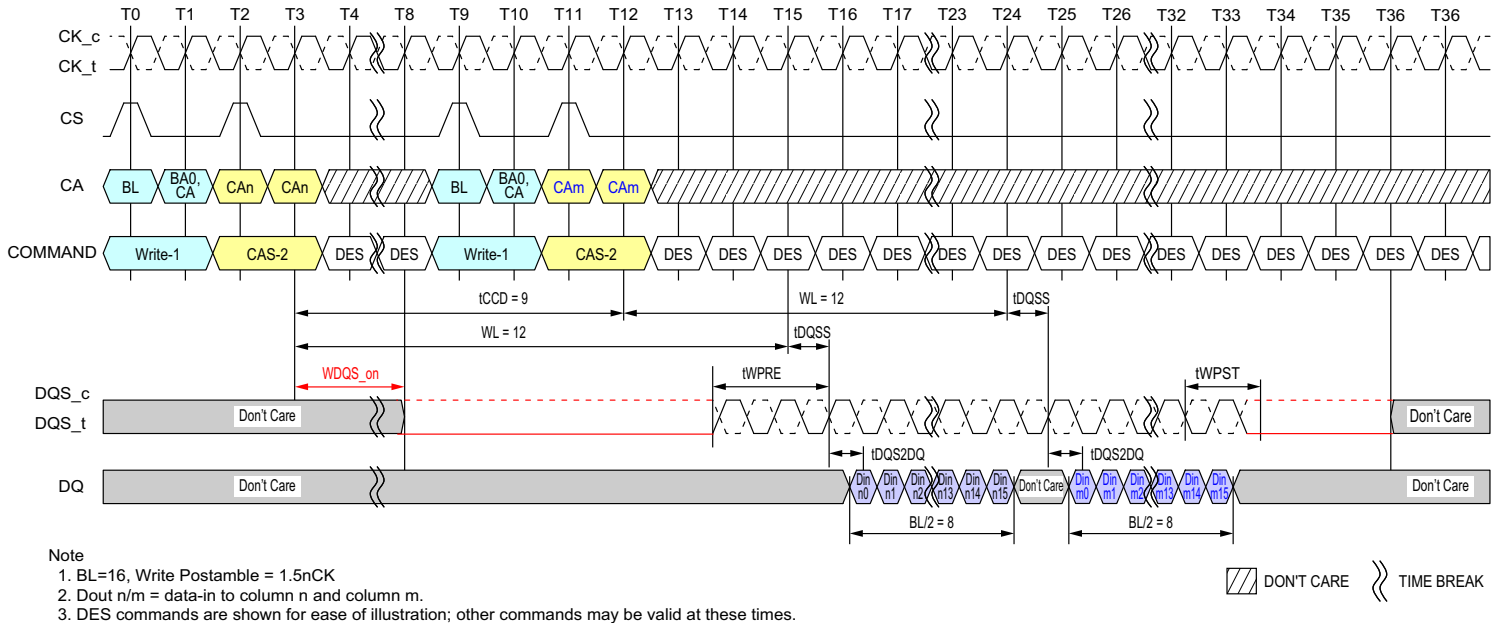 T0 T1 T2 T3 T4 T8 T9 T10 T11 T12 T13 T14 T15 T16 T17 T23 T24 T25 T26 T32 T33 T34 T35 T36 T36
CK_c
CK_t
CS
CA BL BA0, CA CAn CAn BL BA0, CA CAm CAm
COMMAND Write-1 CAS-2 DES DES Write-1 CAS-2 DES DES DES DES DES DES DES DES DES DES DES DES DES DES DES
tCCD = 9 WL = 12 tDQSS
WL = 12 tDQSS
WDQS_on tWPRE tWPST
DQS_c
DQS_t Don't Care Don't Care
tDQS2DQ tDQS2DQ
DQ Don't Care Din n0 Din n1 Din n2 Din n13 Din n14 Din n15 Don't Care Din m0 Din m1 Din m2 Din m13 Din m14 Din m15 Don't Care
BL/2 = 8 BL/2 = 8
Note
1. BL=16, Write Postamble = 1.5nCK
2. Dout n/m = data-in to column n and column m.
3. DES commands are shown for ease of illustration; other commands may be valid at these times.
DON'T CARE TIME BREAK